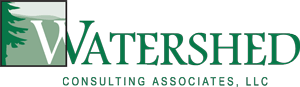 WATERSHED
CONSULTING ASSOCIATES, LLC